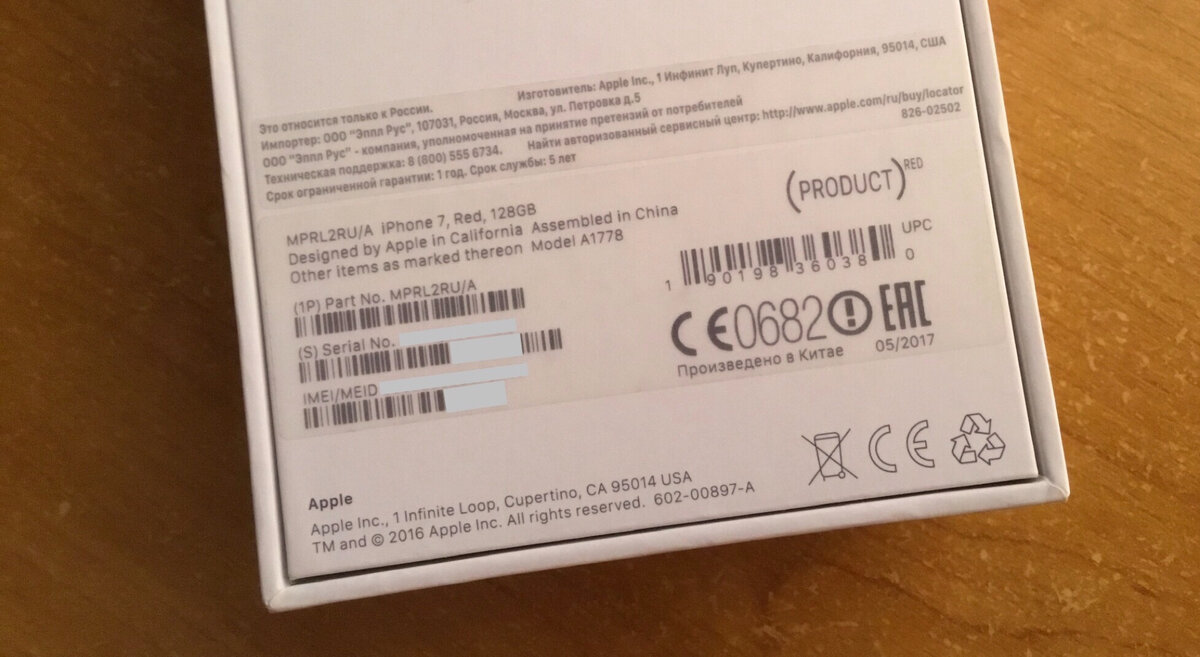 Это относится только к России. Изготовитель: Apple Inc., 1 Инфинит Луп, Купертино, Калифорния, 95014, США
Импортер: ООО "Эппл Рус", 107031, Россия, Москва, ул. Петровка д.5
ООО "Эппл Рус" - компания, уполномоченная на принятие претензий от потребителей
Техническая поддержка: 8 (800) 555 6734. Найти авторизованный сервисный центр: http://www.apple.com/ru/buy/locator
Срок ограниченной гарантии: 1 год. Срок службы: 5 лет 826-02502
(PRODUCT)RED
MPRL2RU/A iPhone 7, Red, 128GB
Designed by Apple in California Assembled in China
Other items as marked thereon Model A1778
UPC
1 90198 36038 0
(1P) Part No. MPRL2RU/A
(S) Serial No.
IMEI/MEID
CE0682 EAC
Произведено в Китае 05/2017
CE
Apple
Apple Inc., 1 Infinite Loop, Cupertino, CA 95014 USA
TM and © 2016 Apple Inc. All rights reserved. 602-00897-A